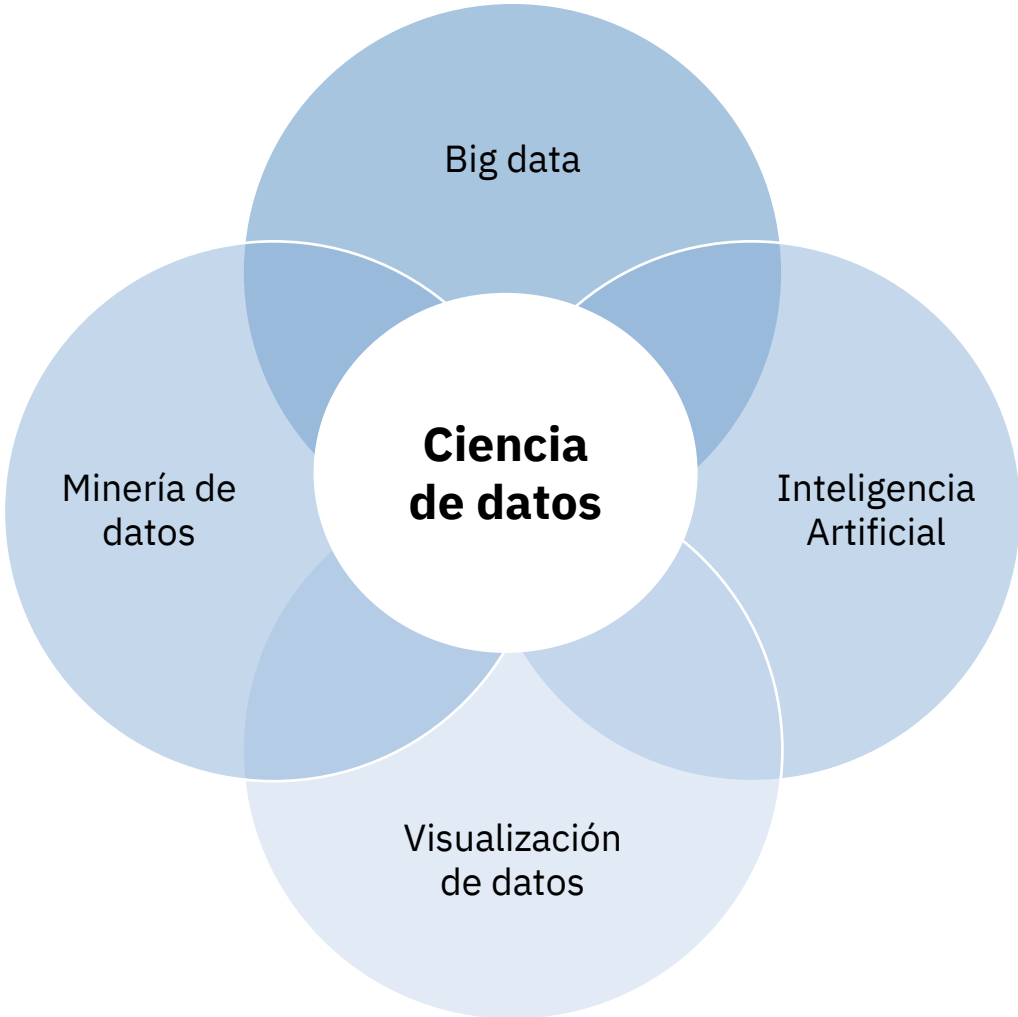 Big data
Ciencia
de datos
Minería de
datos
Inteligencia
Artificial
Visualización
de datos